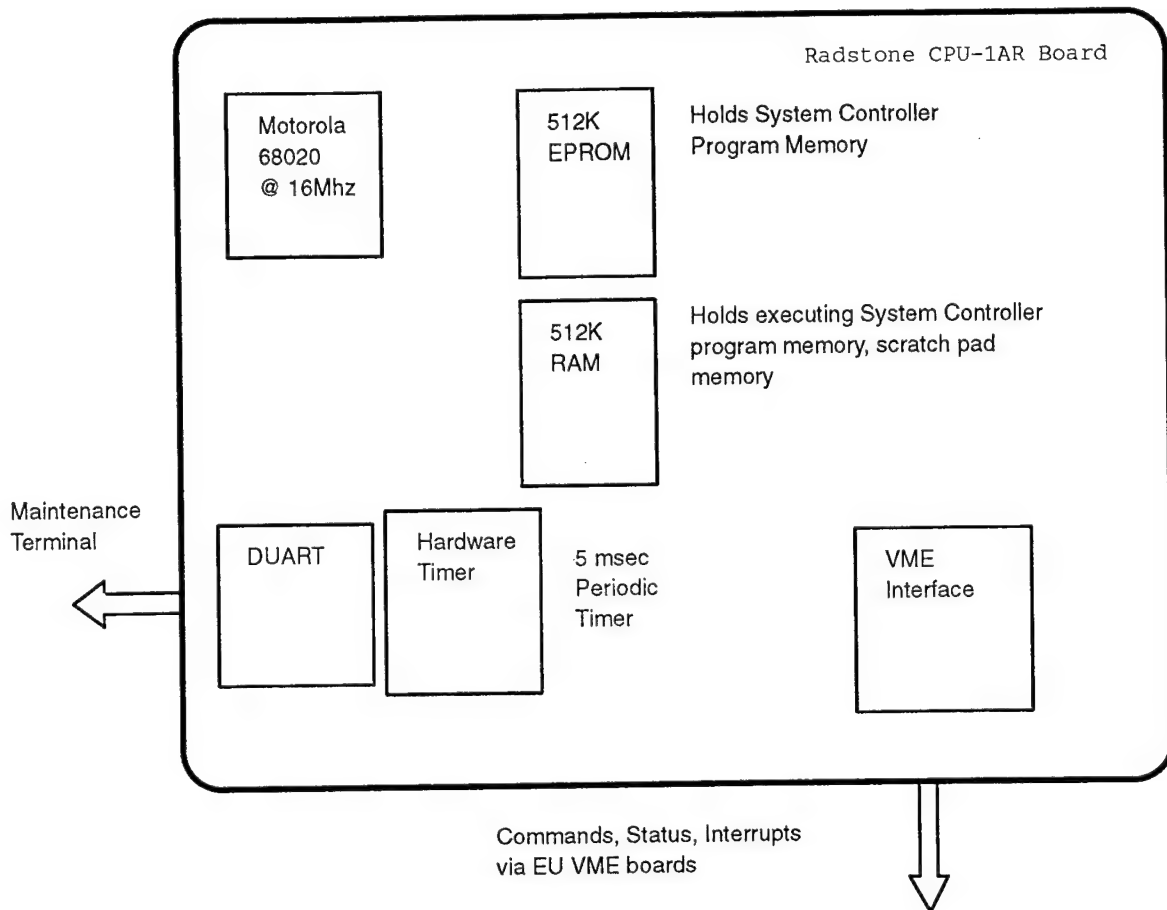 Radstone CPU-1AR Board
Motorola
68020
@ 16Mhz
512K
EPROM
Holds System Controller
Program Memory
512K
RAM
Holds executing System Controller
program memory, scratch pad
memory
Maintenance
Terminal
DUART
Hardware
Timer
5 msec
Periodic
Timer
VME
Interface
Commands, Status, Interrupts
via EU VME boards